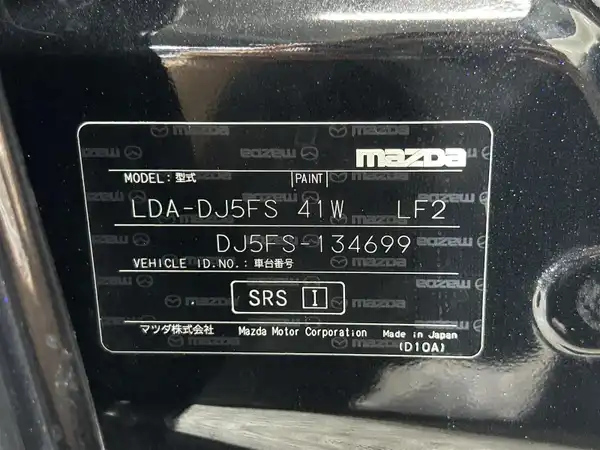 mazda
MODEL:型式 PAINT
LDA-DJ5FS 41W LF2
DJ5FS-134699
VEHICLE ID.NO.:車台番号
SRS I
マツダ株式会社 Mazda Motor Corporation Made in Japan
(D10A)